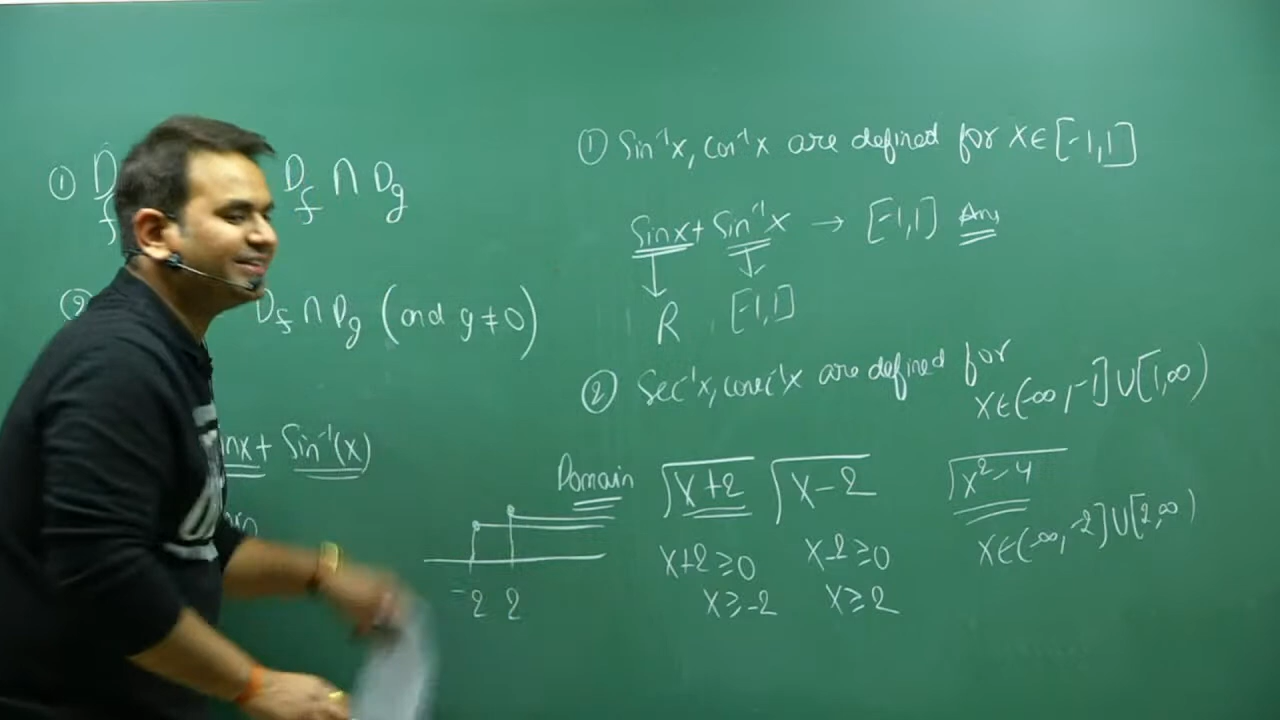 ① D_f D_f ∩ D_g
② D_f ∩ D_g (and g ≠ 0)
inx + Sin⁻¹(x)
① Sin⁻¹x, cos⁻¹x are defined for x ∈ [-1,1]
Sinx + Sin⁻¹x → [-1,1] Ans
R , [-1,1]
② Sec⁻¹x, cosec⁻¹x are defined for
x ∈ (-∞, -1] ∪ [1, ∞)
Domain √x+2 √x-2 √x²-4
x+2 ≥ 0 x-2 ≥ 0 x ∈ (-∞, -2] ∪ [2, ∞)
-2 2 x ≥ -2 x ≥ 2